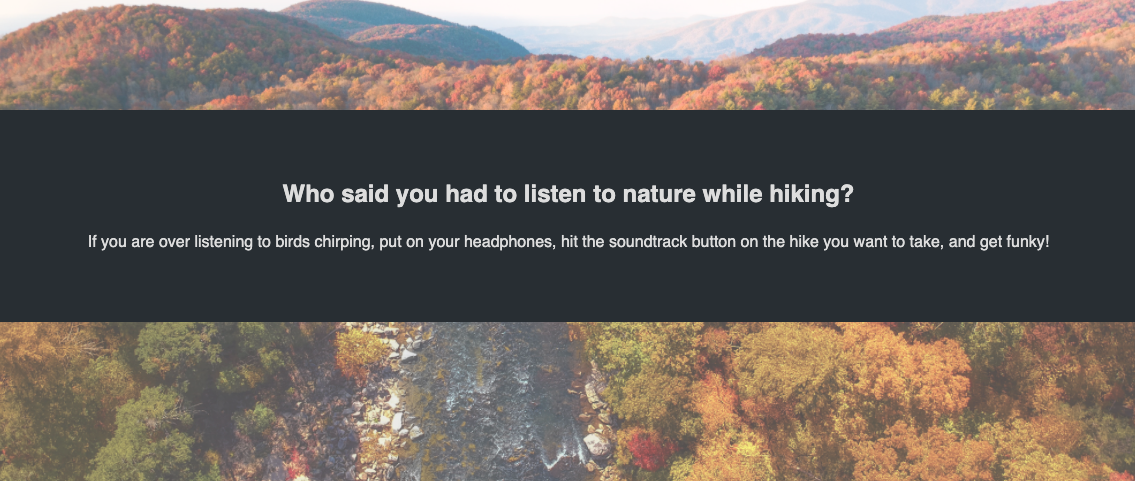 Who said you had to listen to nature while hiking?
If you are over listening to birds chirping, put on your headphones, hit the soundtrack button on the hike you want to take, and get funky!